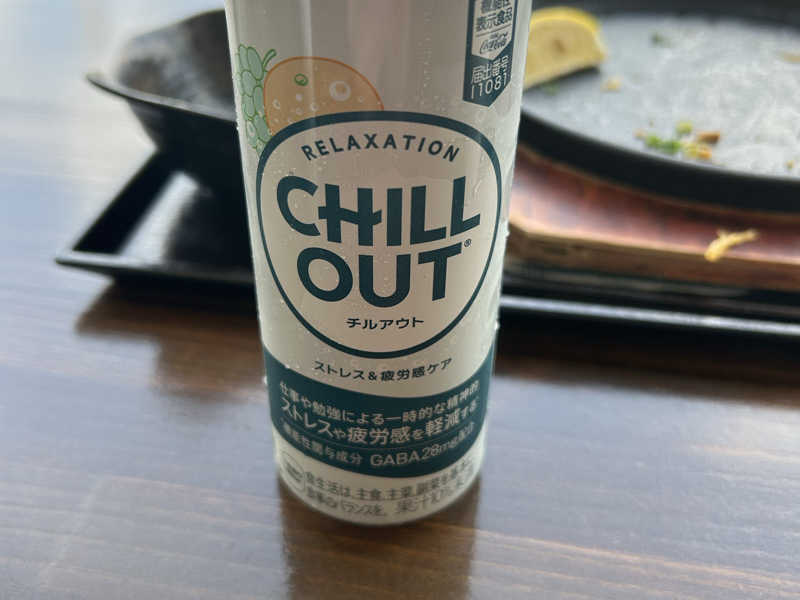 機能性
表示食品
Coca-Cola
届出番号
I1081
RELAXATION
CHILL
OUT®
チルアウト
ストレス&疲労感ケア
仕事や勉強による一時的な精神的
ストレスや疲労感を軽減する
機能性関与成分 GABA28mg配合
食生活は、主食、主菜、副菜を基本に
食事のバランスを。果汁10%未満